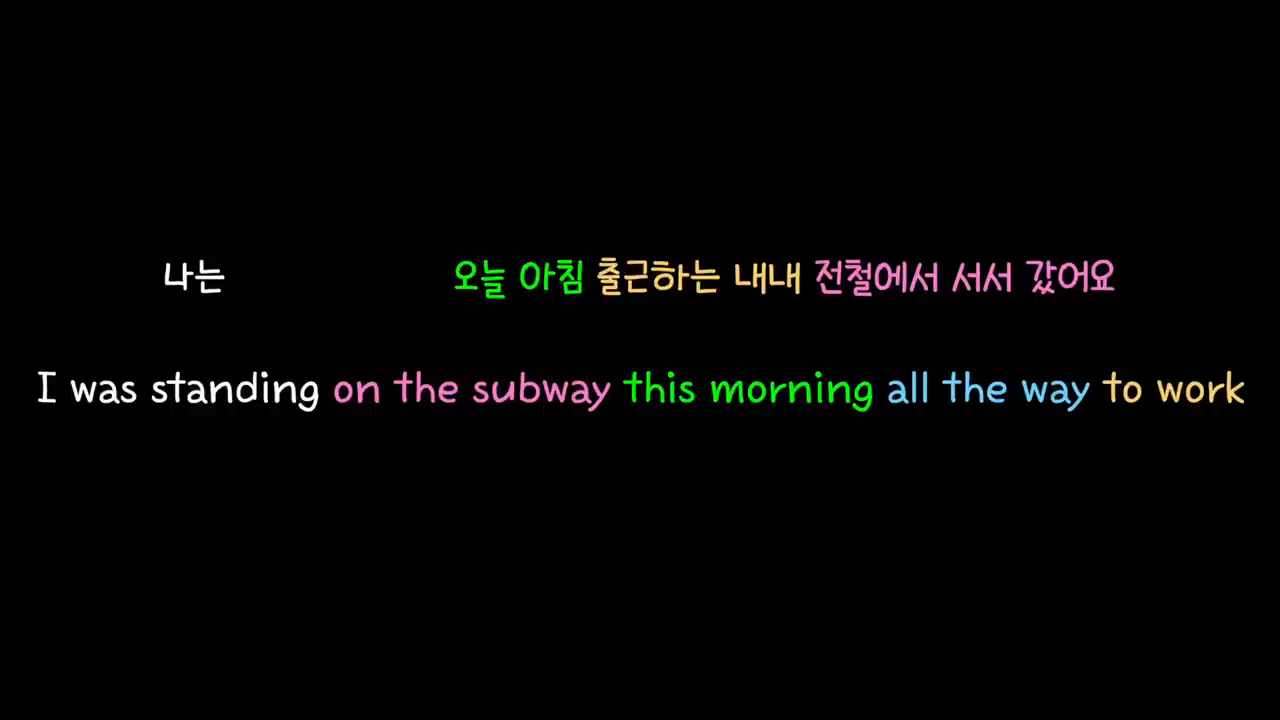 나는 오늘 아침 출근하는 내내 전철에서 서서 갔어요
I was standing on the subway this morning all the way to work